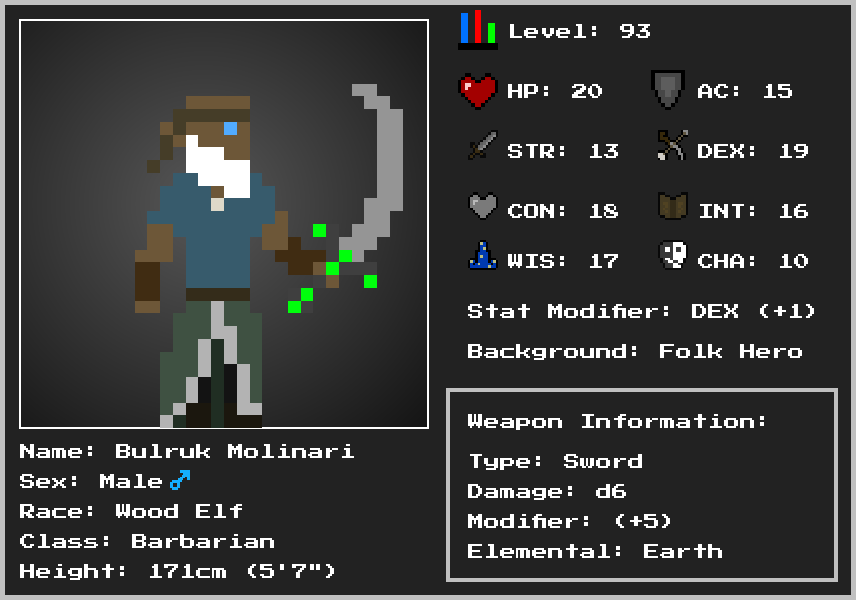 Level: 93
HP: 20 AC: 15
STR: 13 DEX: 19
CON: 18 INT: 16
WIS: 17 CHA: 10
Stat Modifier: DEX (+1)
Background: Folk Hero
Name: Bulruk Molinari
Sex: Male♂
Race: Wood Elf
Class: Barbarian
Height: 171cm (5'7")
Weapon Information:
Type: Sword
Damage: d6
Modifier: (+5)
Elemental: Earth